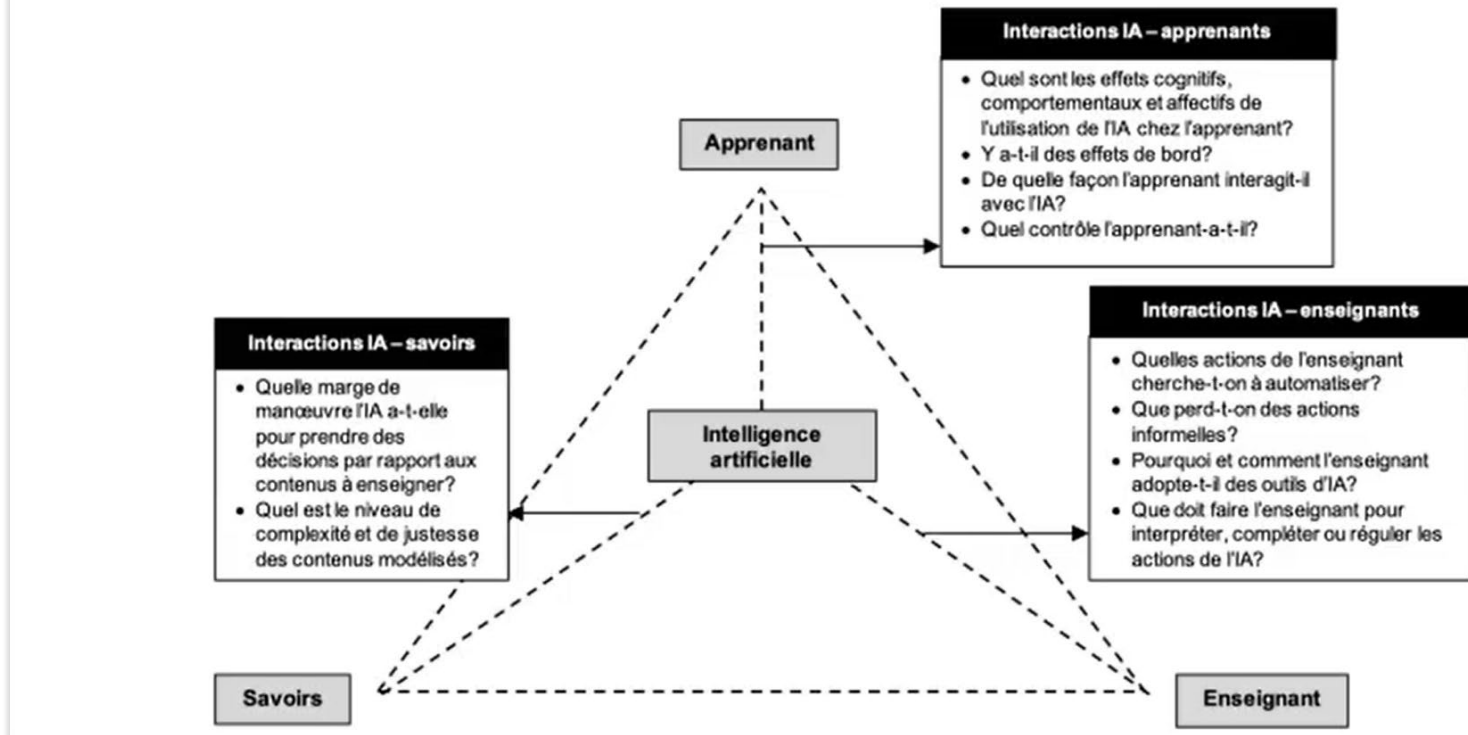 Interactions IA – apprenants
• Quel sont les effets cognitifs,
comportementaux et affectifs de
l'utilisation de l'IA chez l'apprenant?
• Y a-t-il des effets de bord?
• De quelle façon l'apprenant interagit-il
avec l'IA?
• Quel contrôle l'apprenant-a-t-il?
Apprenant
Interactions IA – enseignants
• Quelles actions de l'enseignant
cherche-t-on à automatiser?
• Que perd-t-on des actions
informelles?
• Pourquoi et comment l'enseignant
adopte-t-il des outils d'IA?
• Que doit faire l'enseignant pour
interpréter, compléter ou réguler les
actions de l'IA?
Interactions IA – savoirs
• Quelle marge de
manœuvre l'IA a-t-elle
pour prendre des
décisions par rapport aux
contenus à enseigner?
• Quel est le niveau de
complexité et de justesse
des contenus modélisés?
Intelligence
artificielle
Savoirs
Enseignant